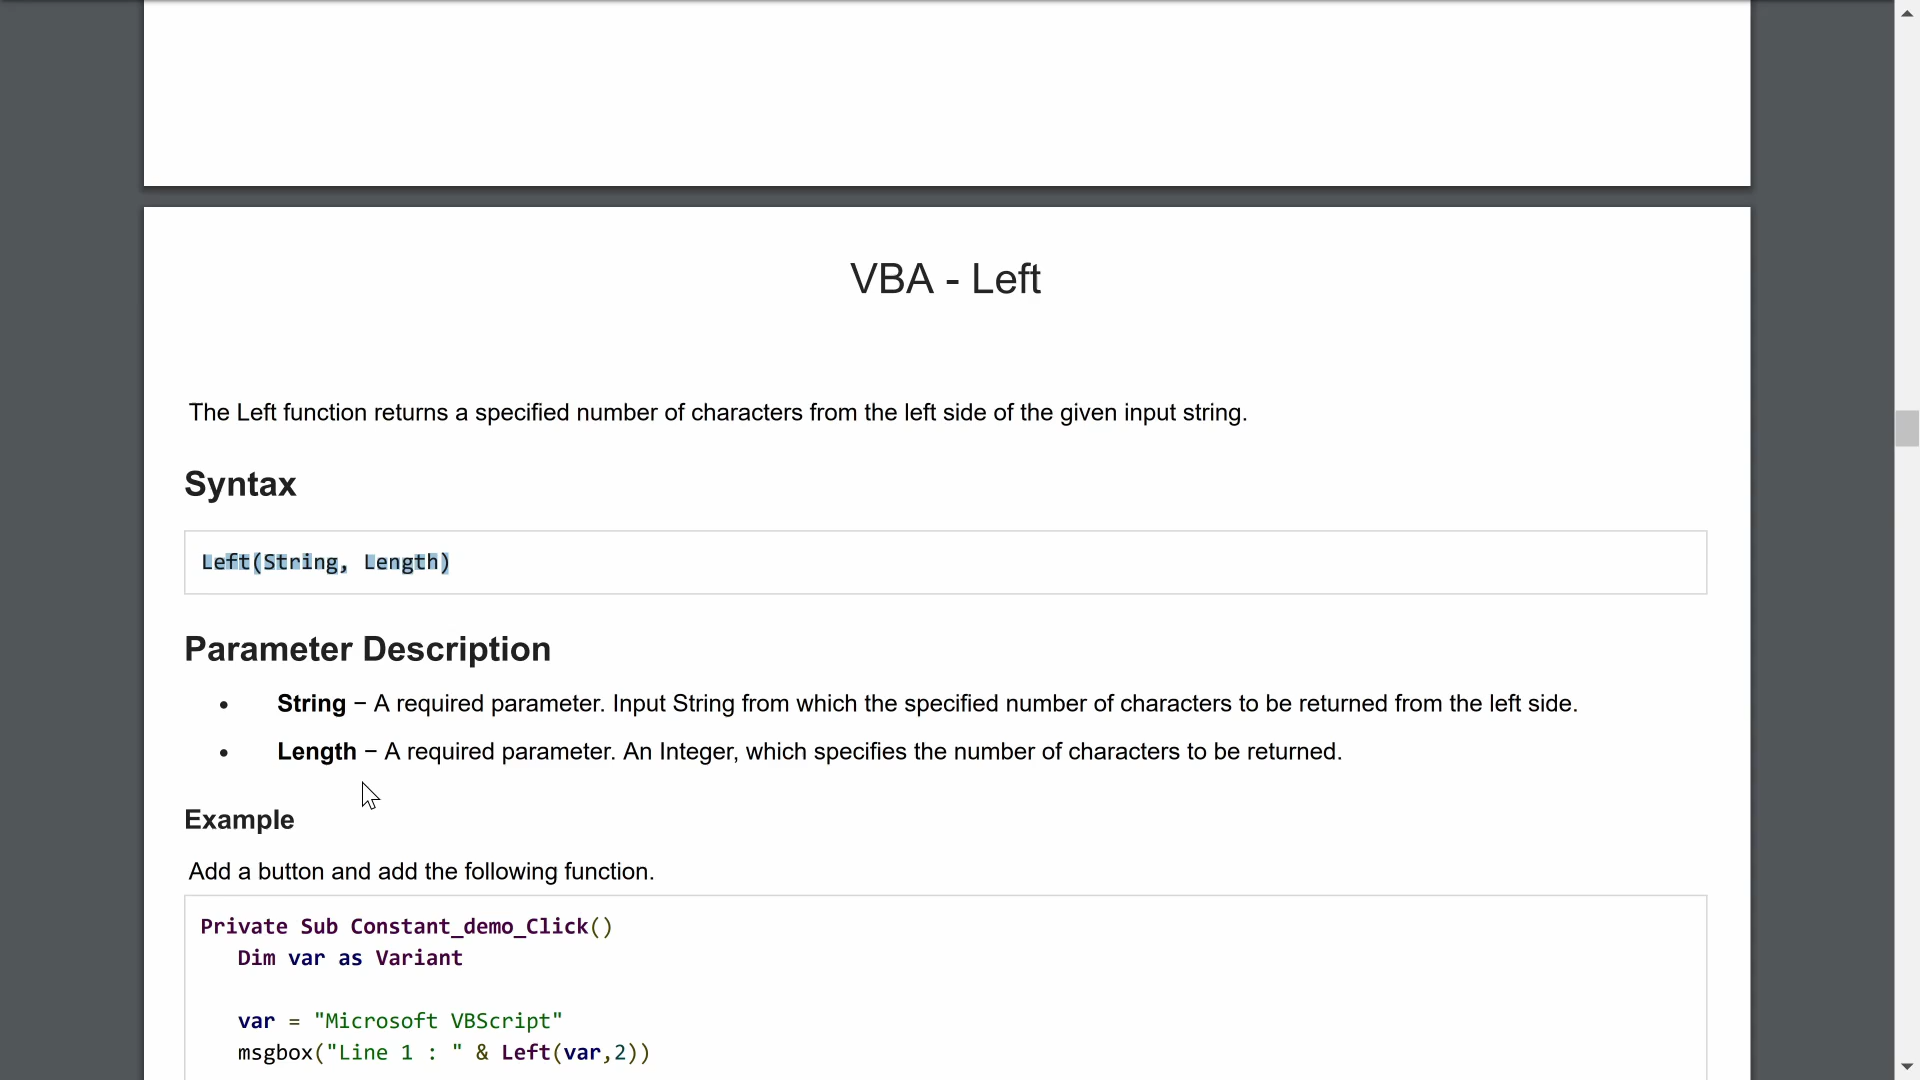 VBA - Left
The Left function returns a specified number of characters from the left side of the given input string.
Syntax
Left(String, Length)
Parameter Description
• String − A required parameter. Input String from which the specified number of characters to be returned from the left side.
• Length − A required parameter. An Integer, which specifies the number of characters to be returned.
Example
Add a button and add the following function.
Private Sub Constant_demo_Click()
Dim var as Variant
var = "Microsoft VBScript"
msgbox("Line 1 : " & Left(var,2))